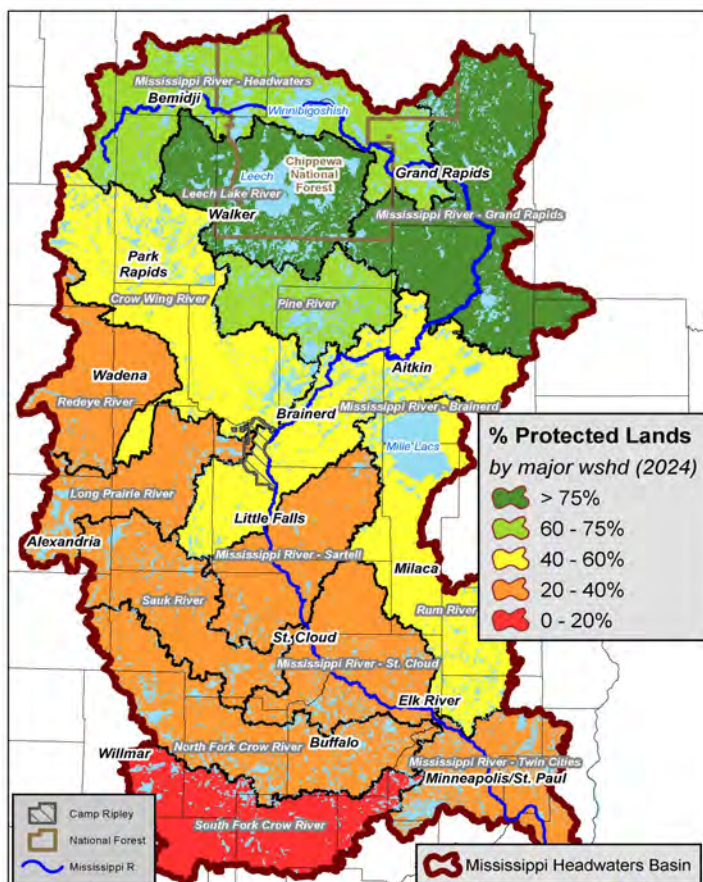 Mississippi River - Headwaters
Bemidji
Winnibigoshish
Chippewa
National
Forest
Grand Rapids
Leech
Leech Lake River
Walker
Mississippi River - Grand Rapids
Park
Rapids
Crow Wing River
Pine River
Aitkin
Wadena
Redeye River
Brainerd
Mississippi River - Brainerd
Mille Lacs
% Protected Lands
by major wshd (2024)
> 75%
60 - 75%
40 - 60%
20 - 40%
0 - 20%
Long Prairie River
Little Falls
Alexandria
Mississippi River - Sartell
Milaca
Sauk River
Rum River
St. Cloud
Mississippi River - St. Cloud
Elk River
North Fork Crow River
Buffalo
Willmar
Mississippi River - Twin Cities
Minneapolis/St. Paul
South Fork Crow River
Camp Ripley
National Forest
Mississippi R
Mississippi Headwaters Basin